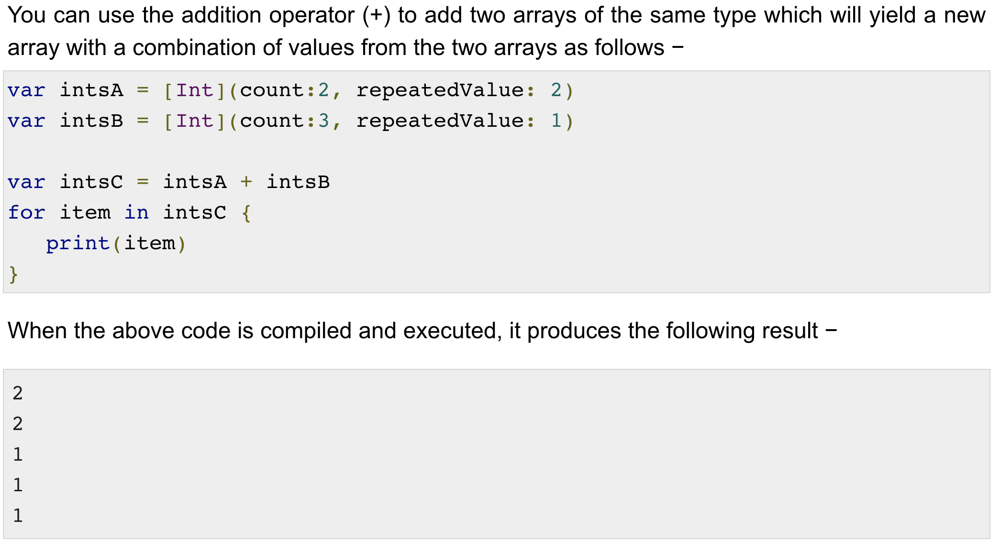 You can use the addition operator (+) to add two arrays of the same type which will yield a new
array with a combination of values from the two arrays as follows −
var intsA = [Int](count:2, repeatedValue: 2)
var intsB = [Int](count:3, repeatedValue: 1)
var intsC = intsA + intsB
for item in intsC {
   print(item)
}
When the above code is compiled and executed, it produces the following result −
2
2
1
1
1